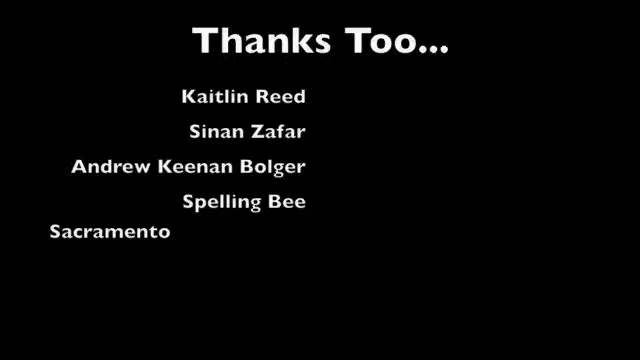 Thanks Too...
Kaitlin Reed
Sinan Zafar
Andrew Keenan Bolger
Spelling Bee
Sacramento